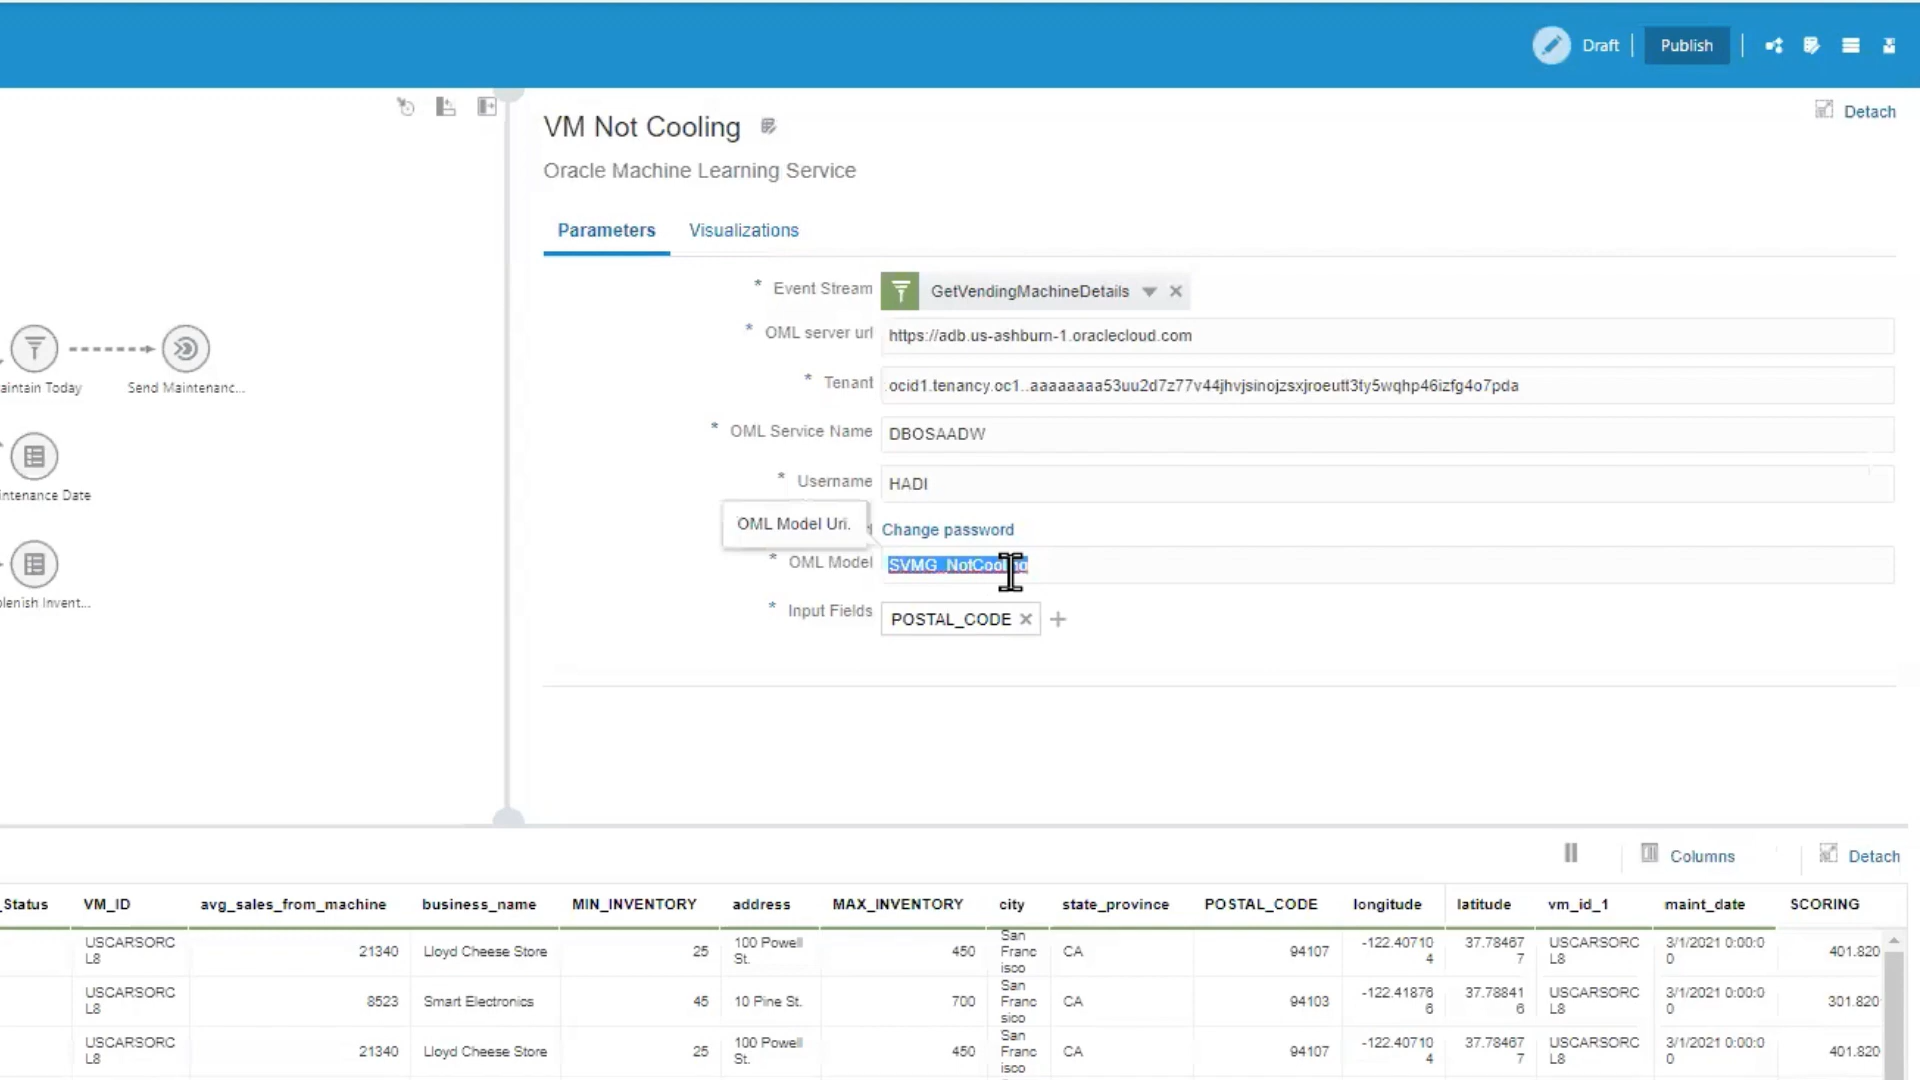 Draft
Publish
VM Not Cooling
Detach
Oracle Machine Learning Service
Parameters
Visualizations
* Event Stream
GetVendingMachineDetails
* OML server url
https://adb.us-ashburn-1.oraclecloud.com
* Tenant
ocid1.tenancy.oc1..aaaaaaaa53uu2d7z77v44jhvjsinojzsxjroeutt3ty5wqhp46izfg4o7pda
* OML Service Name
DBOSAADW
* Username
HADI
OML Model Uri.
Change password
* OML Model
SVMG_NotCooling
* Input Fields
POSTAL_CODE
aintain Today
Send Maintenanc...
ntenance Date
lenish Invent...
Columns
Detach
_Status VM_ID avg_sales_from_machine business_name MIN_INVENTORY address MAX_INVENTORY city state_province POSTAL_CODE longitude latitude vm_id_1 maint_date SCORING
USCARSORC
L8
21340
Lloyd Cheese Store
25
100 Powell
St.
450
San
Franc
isco
CA
94107
-122.40710
4
37.78467
7
USCARSORC
L8
3/1/2021 0:00:0
0
401.820
USCARSORC
L8
8523
Smart Electronics
45
10 Pine St.
700
San
Franc
isco
CA
94103
-122.41876
6
37.78841
6
USCARSORC
L8
3/1/2021 0:00:0
0
301.820
USCARSORC
L8
21340
Lloyd Cheese Store
25
100 Powell
St.
450
San
Franc
isco
CA
94107
-122.40710
4
37.78467
7
USCARSORC
L8
3/1/2021 0:00:0
0
401.820